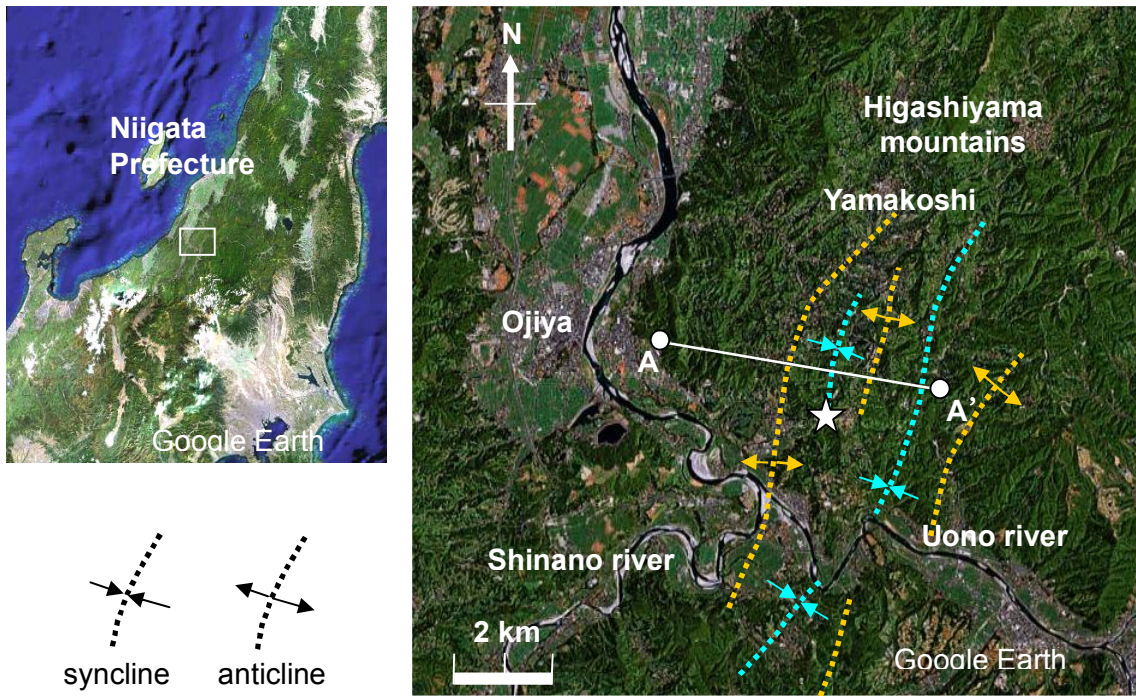 Niigata
Prefecture
Google Earth
syncline
anticline
N
Higashiyama
mountains
Yamakoshi
Ojiya
A
A’
Shinano river
Uono river
2 km
Google Earth